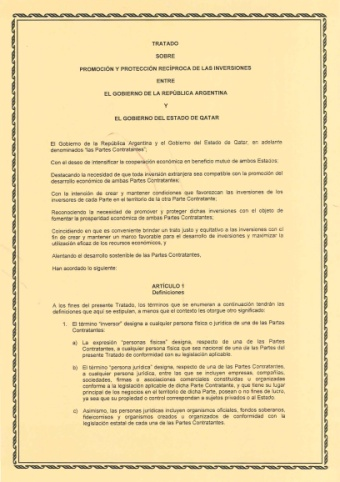 TRATADO
SOBRE
PROMOCIÓN Y PROTECCIÓN RECÍPROCA DE LAS INVERSIONES
ENTRE
EL GOBIERNO DE LA REPÚBLICA ARGENTINA
Y
EL GOBIERNO DEL ESTADO DE QATAR
El Gobierno de la República Argentina y el Gobierno del Estado de Qatar, en adelante
denominados "las Partes Contratantes";
Con el deseo de intensificar la cooperación económica en beneficio mutuo de ambos Estados;
Destacando la necesidad de que toda inversión extranjera sea compatible con la promoción del
desarrollo económico de ambas Partes Contratantes;
Con la intención de crear y mantener condiciones que favorezcan las inversiones de los
inversores de cada Parte en el territorio de la otra Parte Contratante;
Reconociendo la necesidad de promover y proteger dichas inversiones con el objeto de
fomentar la prosperidad económica de ambas Partes Contratantes;
Coincidiendo en que es conveniente brindar un trato justo y equitativo a las inversiones con el
fin de crear y mantener un marco favorable para el desarrollo de inversiones y maximizar la
utilización eficaz de los recursos económicos, y
Alentando el desarrollo sostenible de las Partes Contratantes,
Han acordado lo siguiente:
ARTÍCULO 1
Definiciones
A los fines del presente Tratado, los términos que se enumeran a continuación tendrán las
definiciones que aquí se estipulan, a menos que el contexto les otorgue otro significado:
1. El término "inversor" designa a cualquier persona física o jurídica de una de las Partes
Contratantes:
a) La expresión "personas físicas" designa, respecto de una de las Partes
Contratantes, a cualquier persona física que sea nacional de una de las Partes del
presente Tratado de conformidad con su legislación aplicable.
b) El término "persona jurídica" designa, respecto de una de las Partes Contratantes,
a cualquier persona jurídica, entre las que se incluyen empresas, compañías,
sociedades, firmas o asociaciones comerciales constituidas u organizadas
conforme a la legislación aplicable de dicha Parte Contratante, y que tiene su lugar
principal de los negocios en el territorio de dicha Parte, posean o no fines de lucro,
ya sea que su propiedad o control correspondan a sujetos privados o al Estado.
c) Asimismo, las personas jurídicas incluyen organismos oficiales, fondos soberanos,
fideicomisos y organismos creados u organizados de conformidad con la
legislación estatal de cada una de las Partes Contratantes.